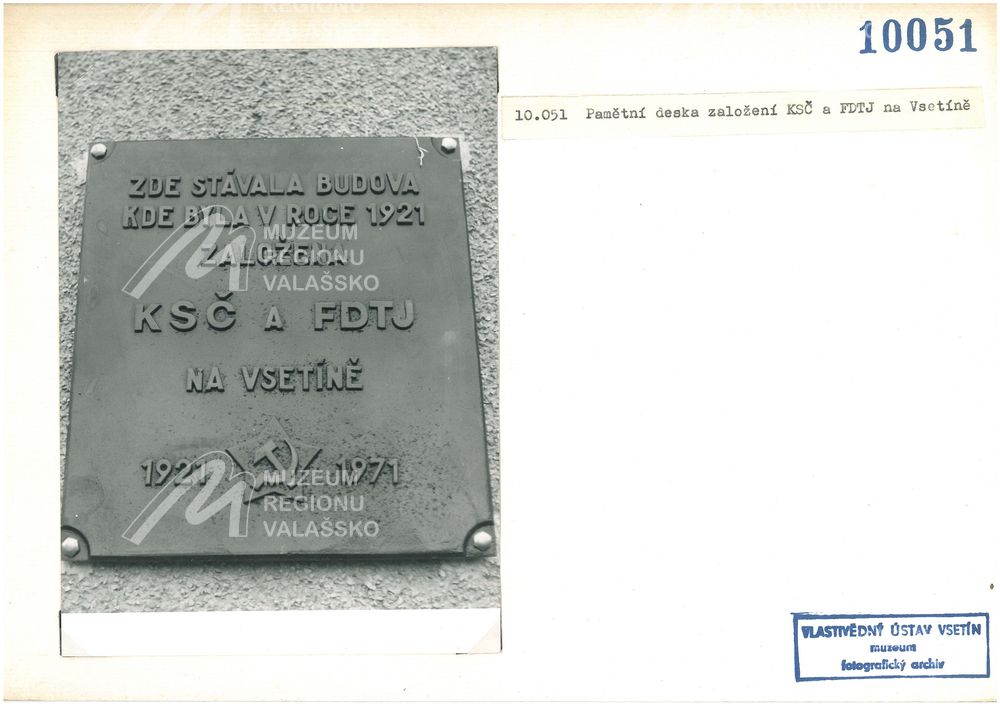 10051
10.051 Pamětní deska založení KSČ a FDTJ na Vsetíně
ZDE STÁVALA BUDOVA
KDE BYLA V ROCE 1921
ZALOŽENA
KSČ A FDTJ
NA VSETÍNĚ
1921 1971
MUZEUM
REGIONU
VALAŠSKO
MUZEUM
REGIONU
VALAŠSKO
VLASTIVĚDNÝ ÚSTAV VSETÍN
muzeum
fotografický archiv